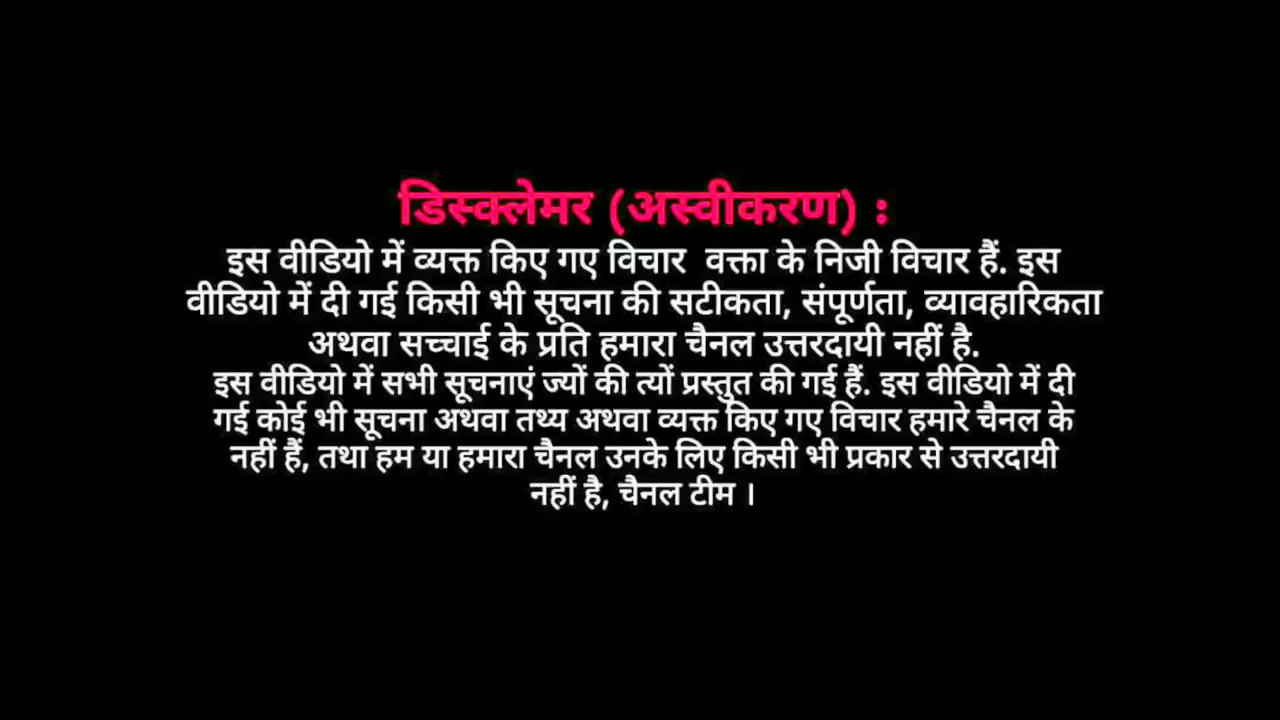 डिस्क्लेमर (अस्वीकरण) :
इस वीडियो में व्यक्त किए गए विचार वक्ता के निजी विचार हैं. इस
वीडियो में दी गई किसी भी सूचना की सटीकता, संपूर्णता, व्यावहारिकता
अथवा सच्चाई के प्रति हमारा चैनल उत्तरदायी नहीं है.
इस वीडियो में सभी सूचनाएं ज्यों की त्यों प्रस्तुत की गई हैं. इस वीडियो में दी
गई कोई भी सूचना अथवा तथ्य अथवा व्यक्त किए गए विचार हमारे चैनल के
नहीं हैं, तथा हम या हमारा चैनल उनके लिए किसी भी प्रकार से उत्तरदायी
नहीं है, चैनल टीम ।